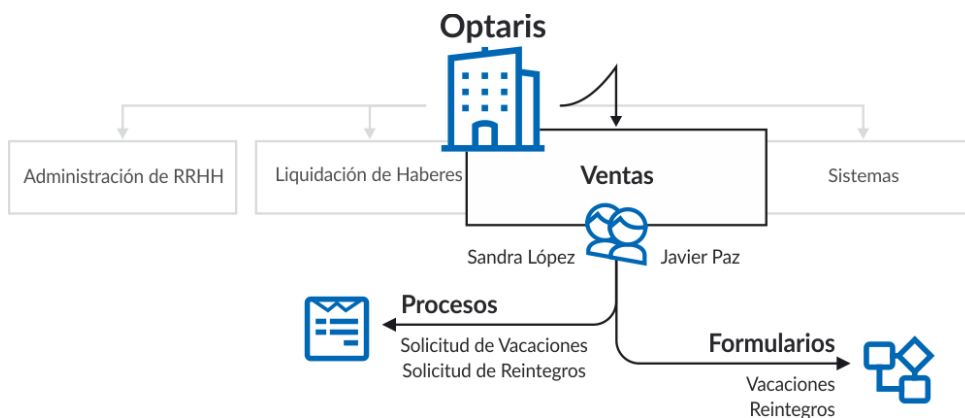 Optaris
Administración de RRHH
Liquidación de Haberes
Ventas
Sistemas
Sandra López
Javier Paz
Procesos
Solicitud de Vacaciones
Solicitud de Reintegros
Formularios
Vacaciones
Reintegros